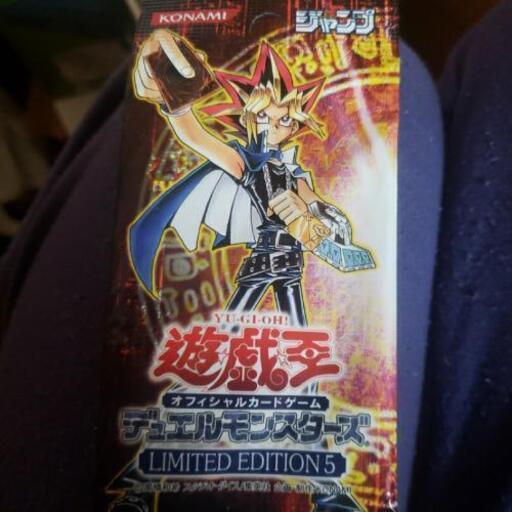 KONAMI
ジャンプ
YU-GI-OH!
遊☆戯☆王
オフィシャルカードゲーム
デュエルモンスターズ
LIMITED EDITION 5